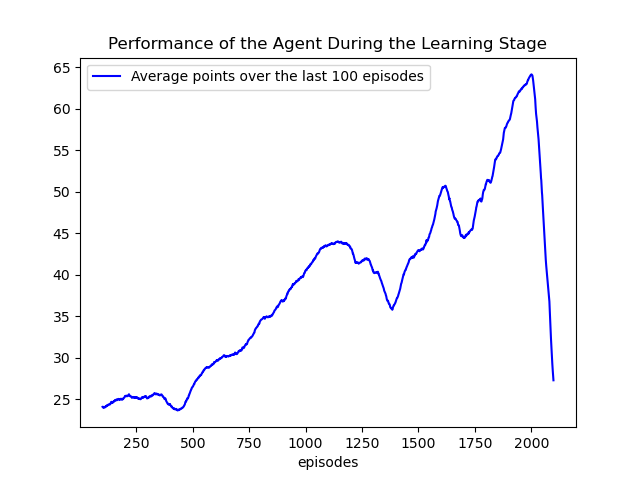 Performance of the Agent During the Learning Stage
Average points over the last 100 episodes
65
60
55
50
45
40
35
30
25
250 500 750 1000 1250 1500 1750 2000
episodes